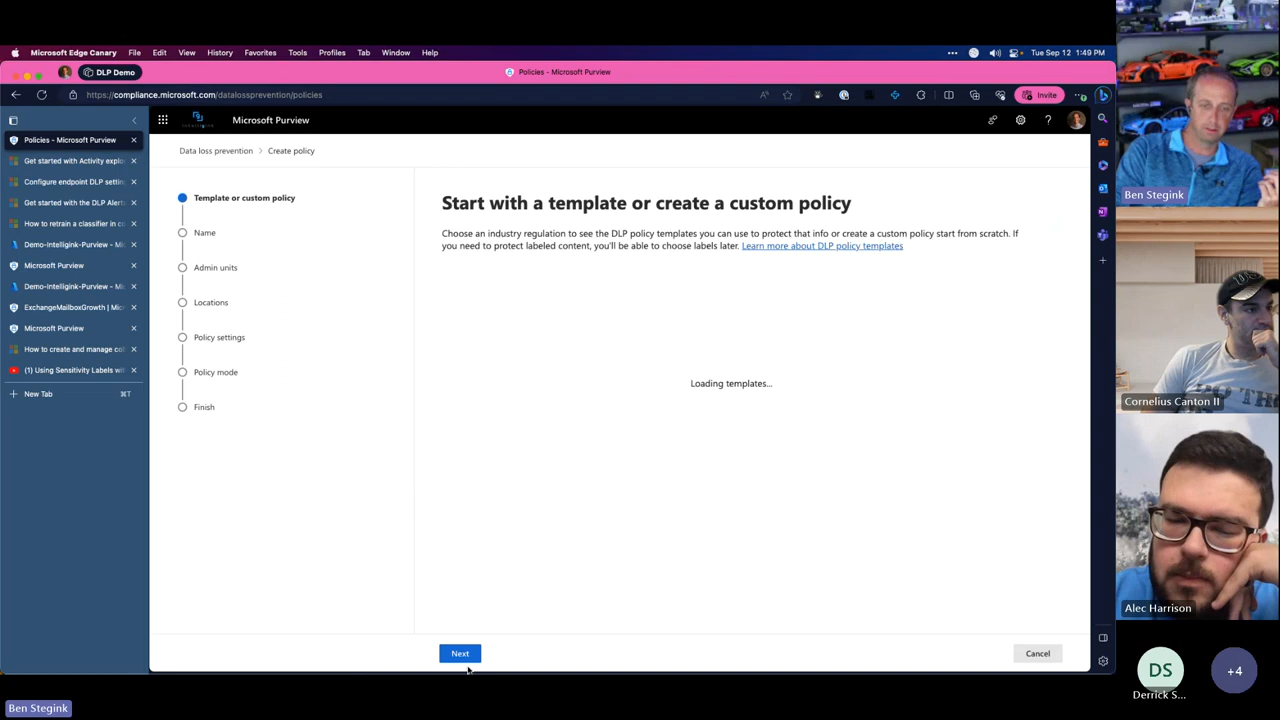 Microsoft Edge Canary File Edit View History Favorites Tools Profiles Tab Window Help
Tue Sep 12 1:49 PM
DLP Demo
Policies - Microsoft Purview
https://compliance.microsoft.com/datalossprevention/policies
Invite
Policies - Microsoft Purview
Get started with Activity explo
Configure endpoint DLP settin
Get started with the DLP Alert
How to retrain a classifier in co
Demo-Intelligink-Purview - Mi
Microsoft Purview
Demo-Intelligink-Purview - Mi
ExchangeMailboxGrowth | Mic
Microsoft Purview
How to create and manage col
(1) Using Sensitivity Labels wit
New Tab ⌘T
Microsoft Purview
Data loss prevention > Create policy
Template or custom policy
Name
Admin units
Locations
Policy settings
Policy mode
Finish
Start with a template or create a custom policy
Choose an industry regulation to see the DLP policy templates you can use to protect that info or create a custom policy start from scratch. If
you need to protect labeled content, you'll be able to choose labels later. Learn more about DLP policy templates
Loading templates...
Next
Cancel
Ben Stegink
Cornelius Canton II
Alec Harrison
DS
Derrick S...
+4
Ben Stegink